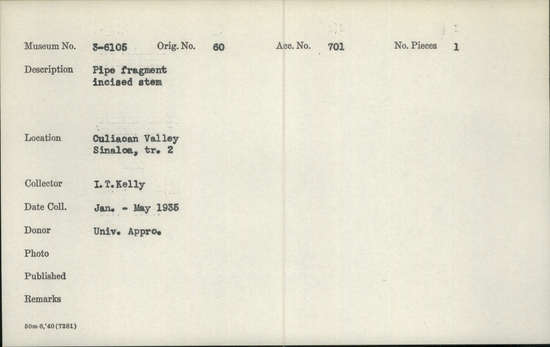 Museum No. 3-6105 Orig. No. 60 Acc. No. 701 No. Pieces 1
Description Pipe fragment
incised stem
Location Culiacan Valley
Sinaloa, tr. 2
Collector I.T.Kelly
Date Coll. Jan. - May 1935
Donor Univ. Appro.
Photo
Published
Remarks
50m-8,'40(7281)